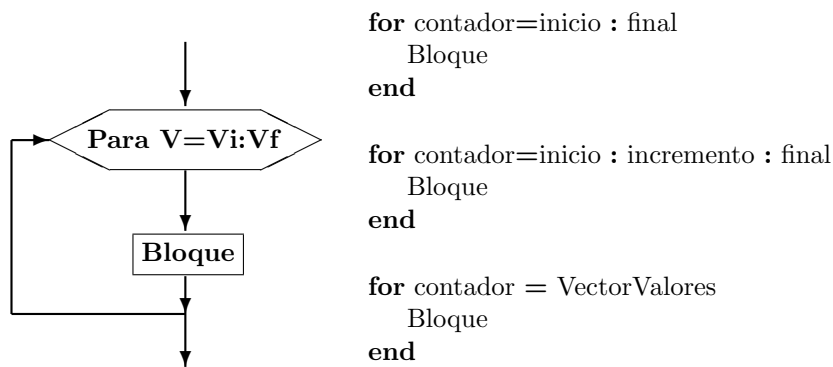 Para V=Vi:Vf
Bloque
for contador=inicio : final
Bloque
end
for contador=inicio : incremento : final
Bloque
end
for contador = VectorValores
Bloque
end